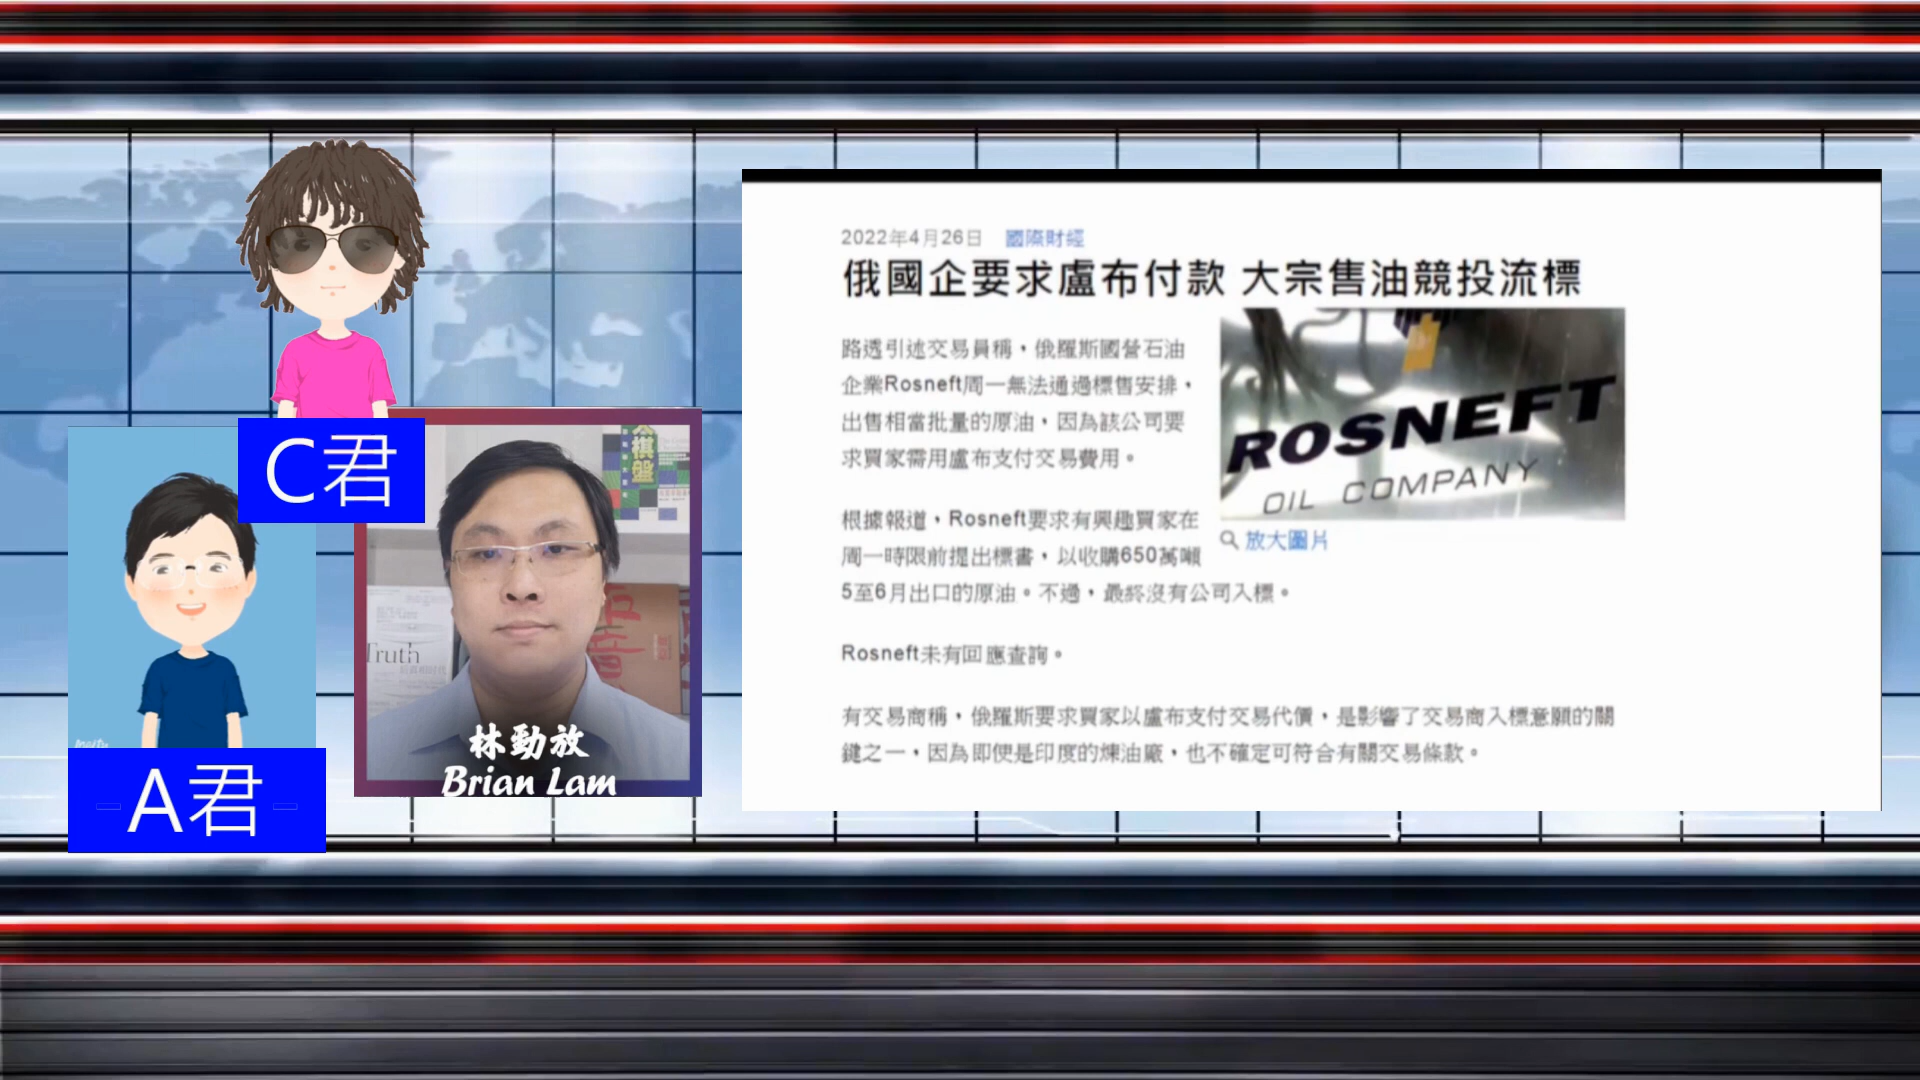 C君
A君
Truth
林勁放
Brian Lam
2022年4月26日 國際財經
俄國企要求盧布付款 大宗售油競投流標
路透引述交易員稱，俄羅斯國營石油
企業Rosneft周一無法通過標售安排，
出售相當批量的原油，因為該公司要
求買家需用盧布支付交易費用。
ROSNEFT
OIL COMPANY
放大圖片
根據報道，Rosneft要求有興趣買家在
周一時限前提出標書，以收購650萬噸
5至6月出口的原油。不過，最終沒有公司入標。
Rosneft未有回應查詢。
有交易商稱，俄羅斯要求買家以盧布支付交易代價，是影響了交易商入標意願的關
鍵之一，因為即使是印度的煉油廠，也不確定可符合有關交易條款。